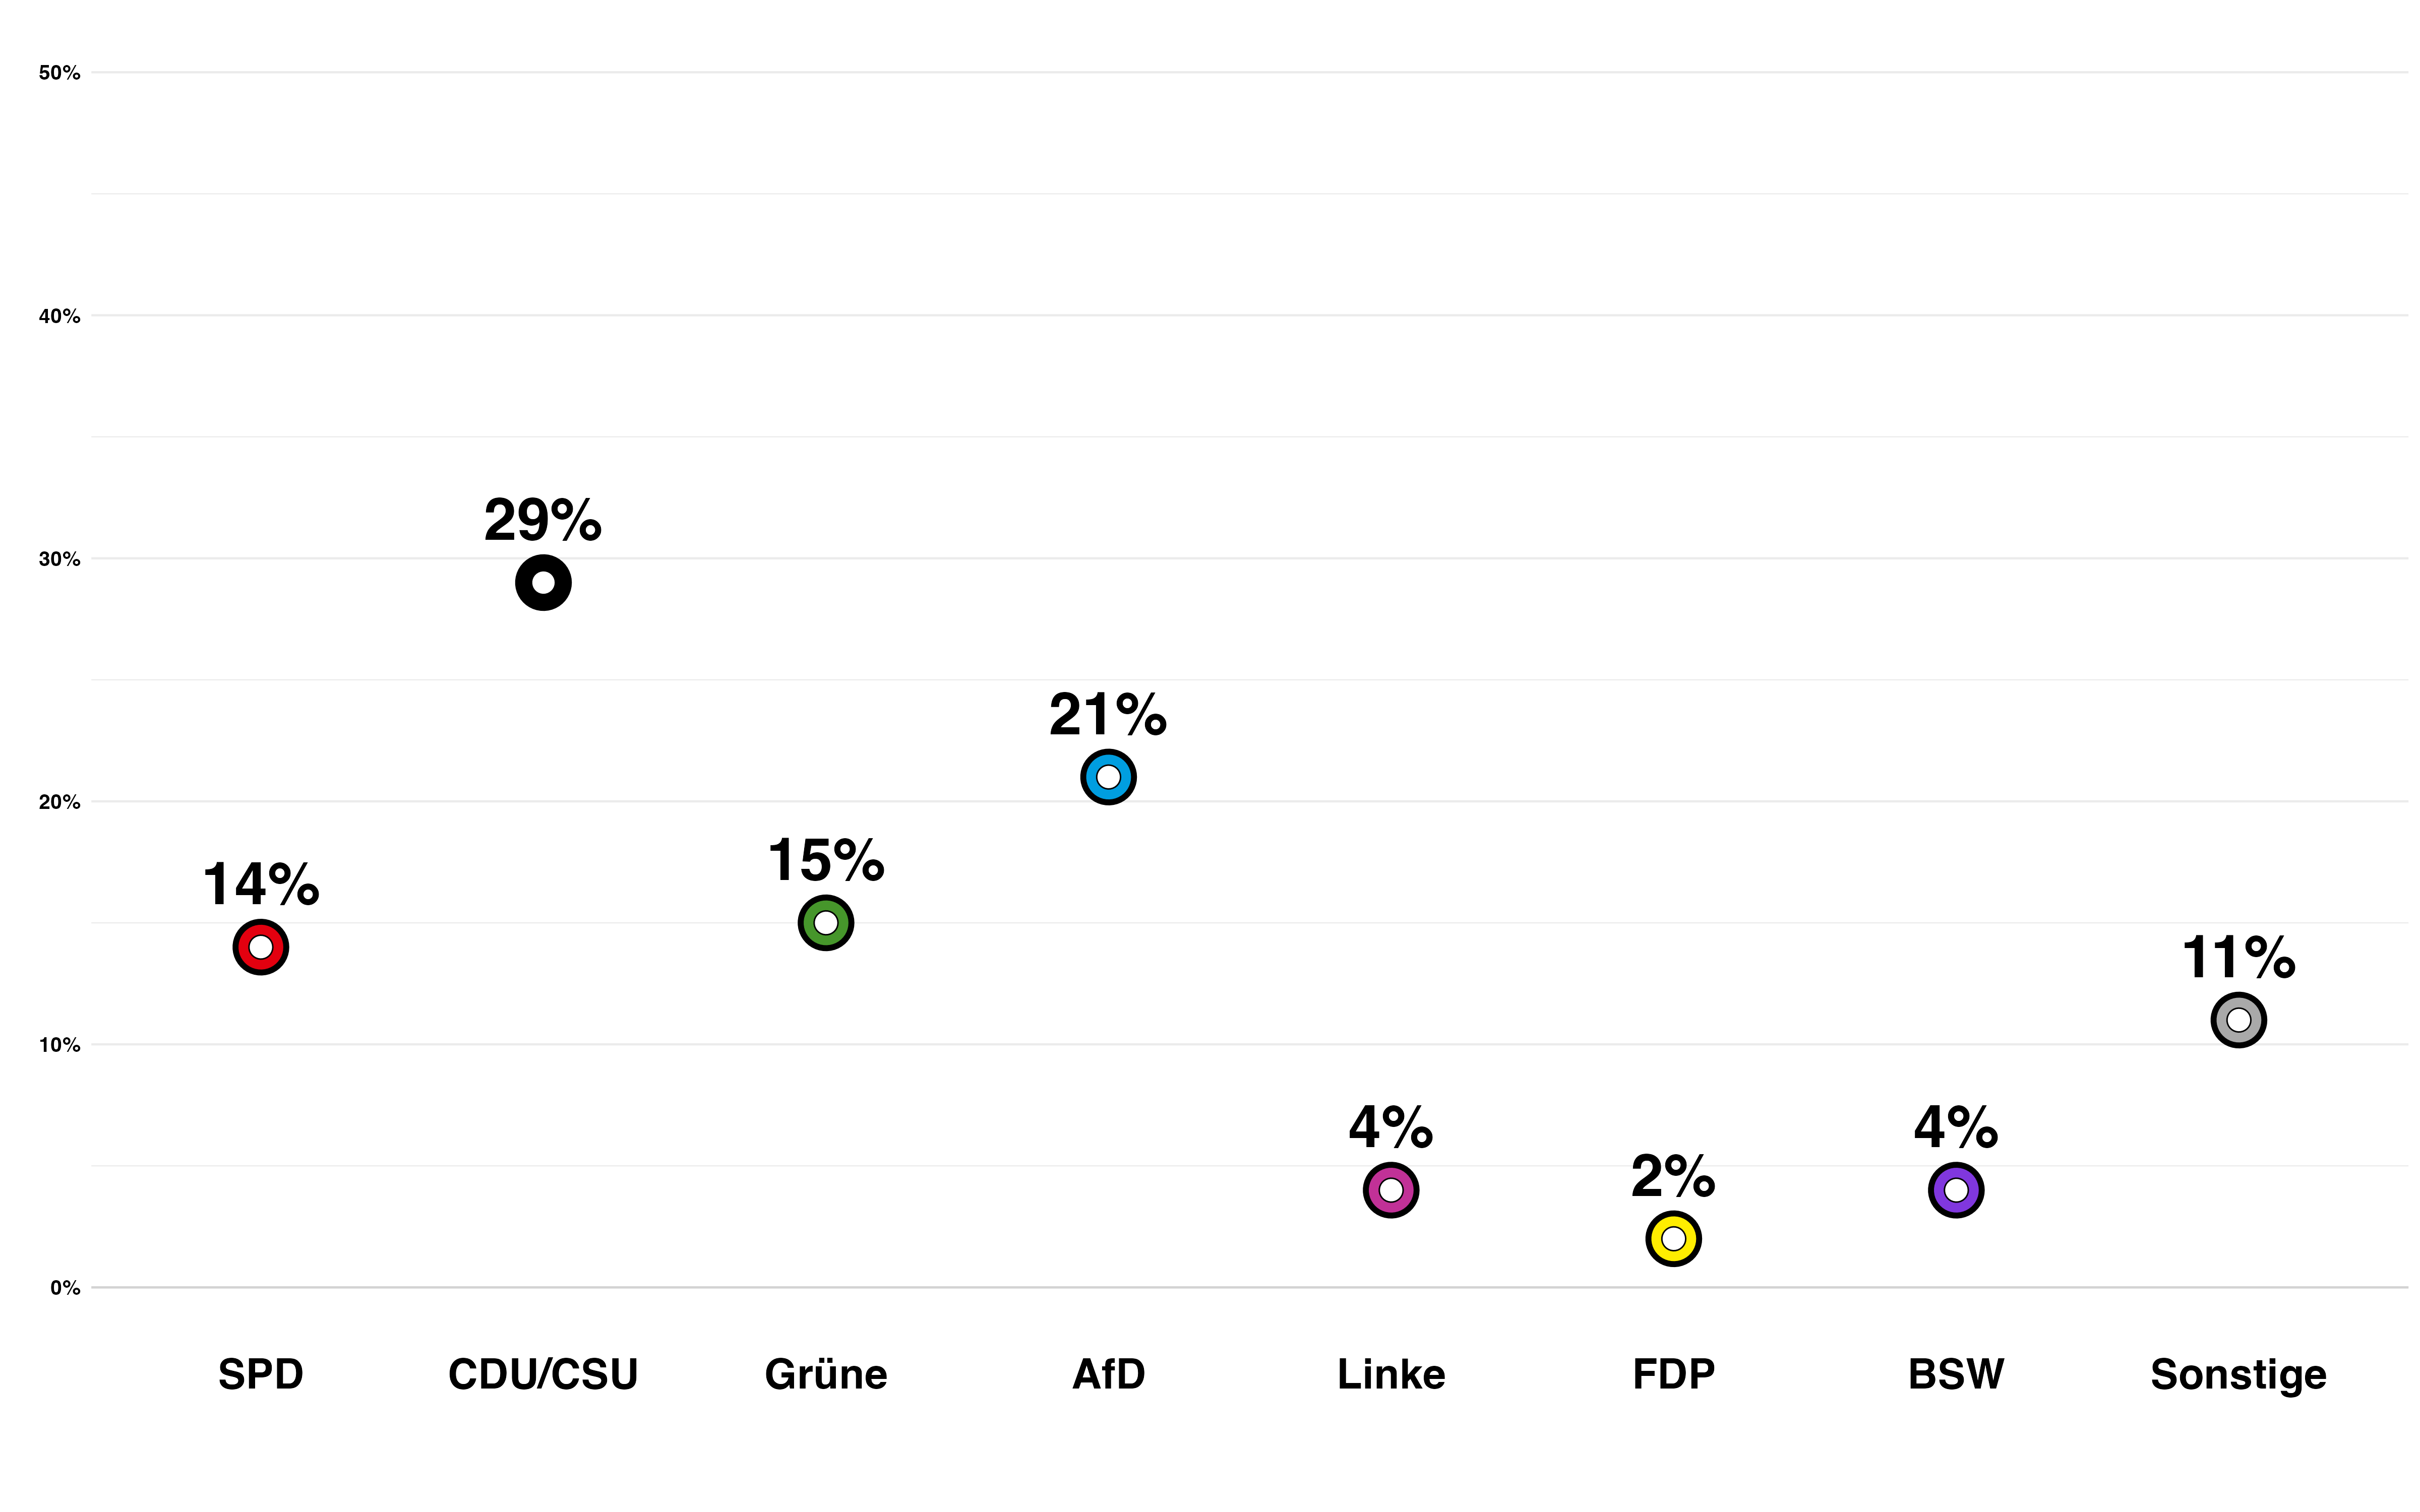 50%
40%
30%
20%
10%
0%
14%
29%
15%
21%
4%
2%
4%
11%
SPD
CDU/CSU
Grüne
AfD
Linke
FDP
BSW
Sonstige